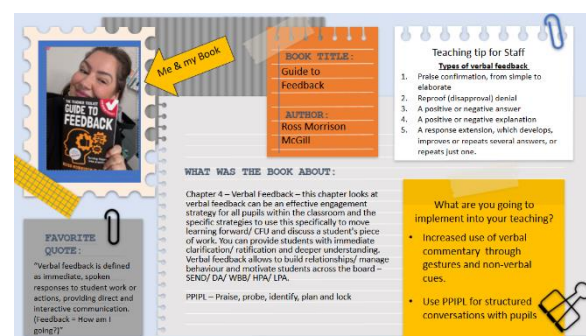 Me & my Book
GUIDE TO
FEEDBACK
BOOK TITLE:
Guide to
Feedback
AUTHOR:
Ross Morrison
McGill
Teaching tip for Staff
Types of verbal feedback
1. Praise confirmation, from simple to
elaborate
2. Reproof (disapproval) denial
3. A positive or negative answer
4. A positive or negative explanation
5. A response extension, which develops,
improves or repeats several answers, or
repeats just one.
WHAT WAS THE BOOK ABOUT:
Chapter 4 – Verbal Feedback – this chapter looks at
verbal feedback can be an effective engagement
strategy for all pupils within the classroom and the
specific strategies to use this specifically to move
learning forward/ CFU and discuss a student's piece
of work. You can provide students with immediate
clarification/ ratification and deeper understanding.
Verbal feedback allows to build relationships/ manage
behaviour and motivate students across the board –
SEND/ DA/ WBB/ HPA/ LPA.
PPIPL – Praise, probe, identify, plan and lock
FAVORITE
QUOTE:
"Verbal feedback is defined
as immediate, spoken
responses to student work or
actions, providing direct and
interactive communication.
(Feedback = How am I
going?)"
What are you going to
implement into your teaching?
• Increased use of verbal
commentary through
gestures and non-verbal
cues.
• Use PPIPL for structured
conversations with pupils